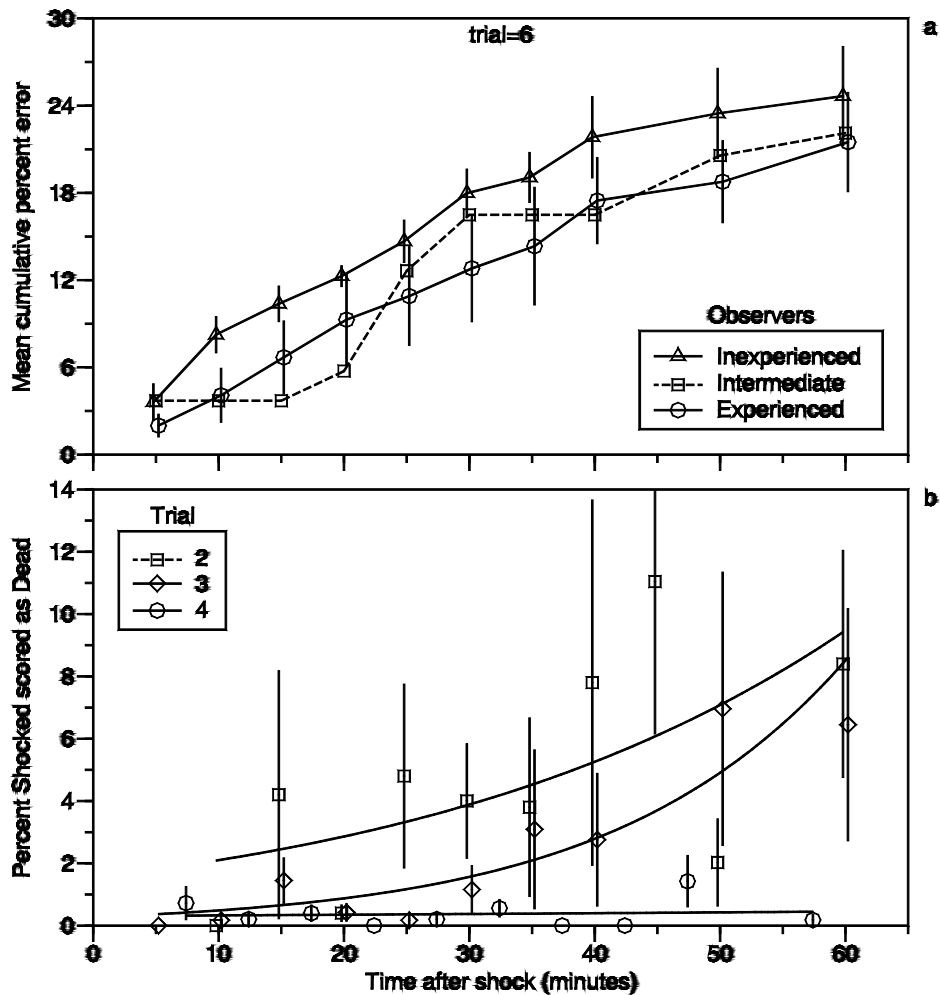 trial=6
a
30
24
18
12
6
0
Mean cumulative percent error
Observers
Inexperienced
Intermediate
Experienced
b
14
12
10
8
6
4
2
0
Percent Shocked scored as Dead
Trial
2
3
4
0 10 20 30 40 50 60
Time after shock (minutes)